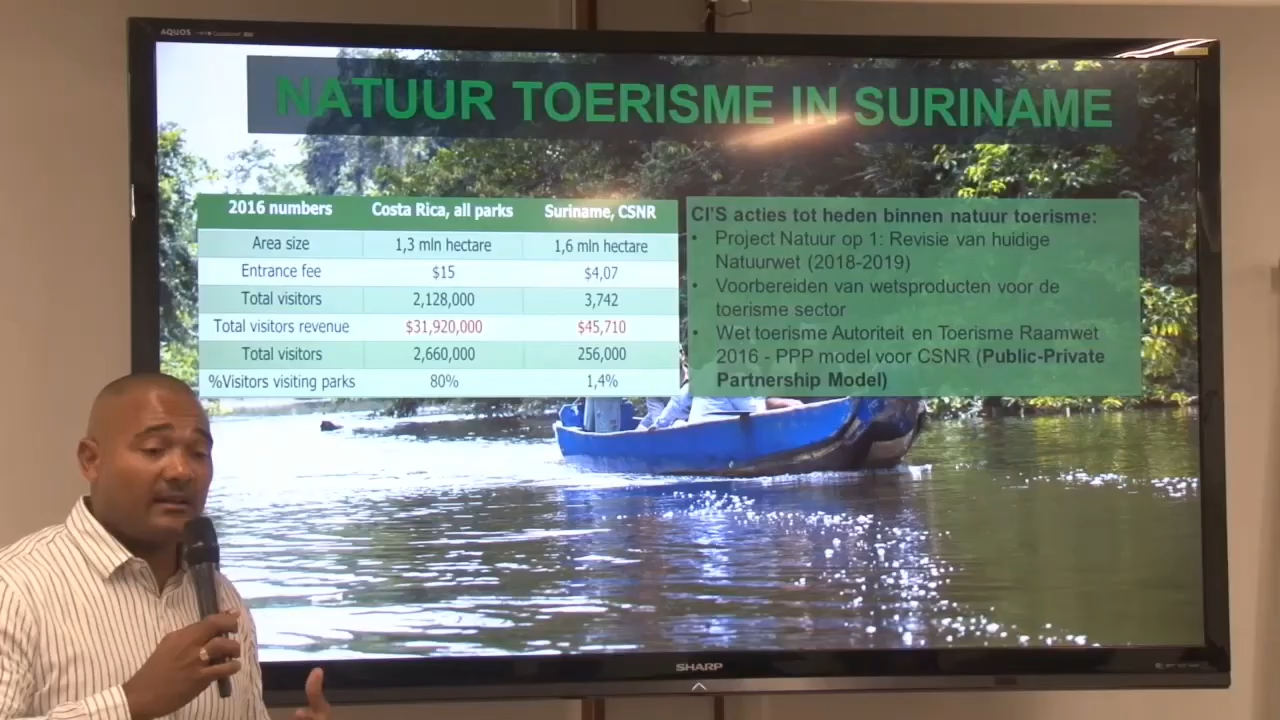 AQUOS
NATUUR TOERISME IN SURINAME
2016 numbers Costa Rica, all parks Suriname, CSNR
Area size 1,3 mln hectare 1,6 mln hectare
Entrance fee $15 $4,07
Total visitors 2,128,000 3,742
Total visitors revenue $31,920,000 $45,710
Total visitors 2,660,000 256,000
%Visitors visiting parks 80% 1,4%
CI'S acties tot heden binnen natuur toerisme:
• Project Natuur op 1: Revisie van huidige
Natuurwet (2018-2019)
• Voorbereiden van wetsproducten voor de
toerisme sector
• Wet toerisme Autoriteit en Toerisme Raamwet
2016 - PPP model voor CSNR (Public-Private
Partnership Model)
SHARP